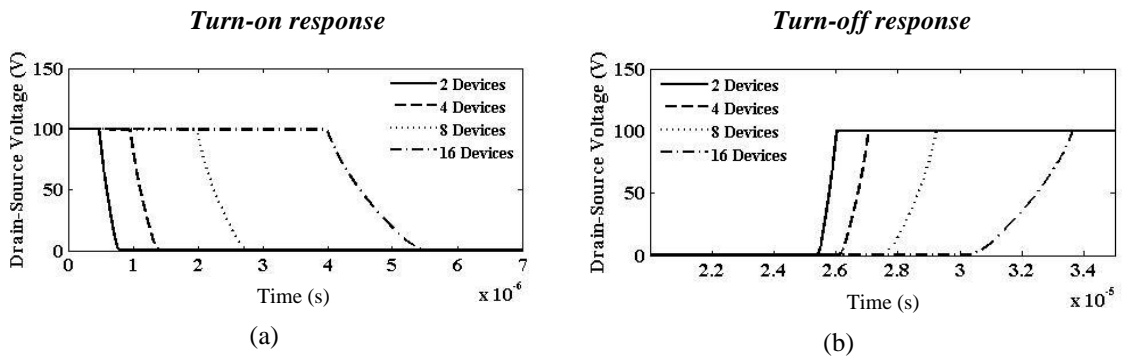 Turn-on response
Drain-Source Voltage (V)
150
100
50
0
2 Devices
4 Devices
8 Devices
16 Devices
0 1 2 3 4 5 6 7
Time (s)
x 10^-6
(a)
Turn-off response
Drain-Source Voltage (V)
150
100
50
0
2 Devices
4 Devices
8 Devices
16 Devices
2.2 2.4 2.6 2.8 3 3.2 3.4
Time (s)
x 10^-5
(b)